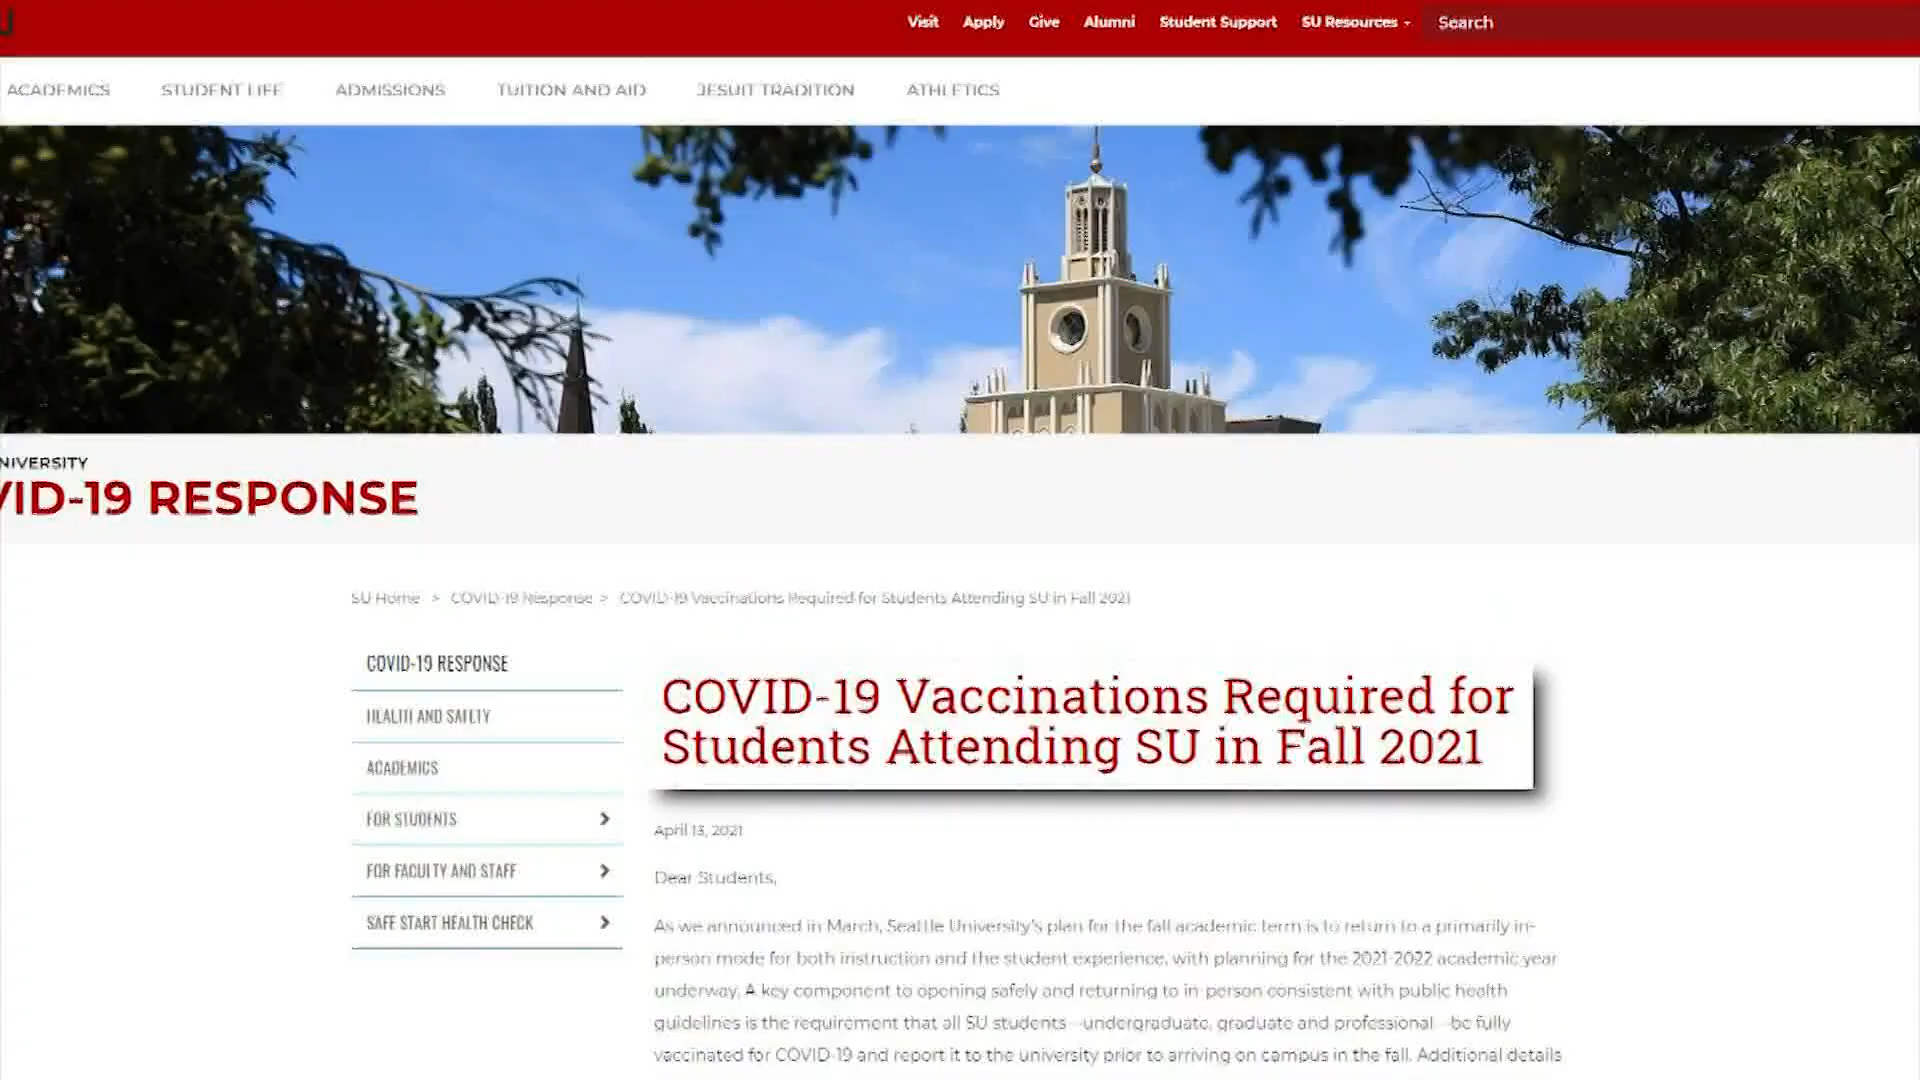 U
Visit Apply Give Alumni Student Support SU Resources Search
ACADEMICS STUDENT LIFE ADMISSIONS TUITION AND AID JESUIT TRADITION ATHLETICS
NIVERSITY
VID-19 RESPONSE
SU Home > COVID-19 Response > COVID-19 Vaccinations Required for Students Attending SU in Fall 2021
COVID-19 RESPONSE
HEALTH AND SAFETY
ACADEMICS
FOR STUDENTS
FOR FACULTY AND STAFF
SAFE START HEALTH CHECK
COVID-19 Vaccinations Required for
Students Attending SU in Fall 2021
April 13, 2021
Dear Students,
As we announced in March, Seattle University's plan for the fall academic term is to return to a primarily in-
person mode for both instruction and the student experience, with planning for the 2021-2022 academic year
underway. A key component to opening safely and returning to in-person consistent with public health
guidelines is the requirement that all SU students—undergraduate, graduate and professional—be fully
vaccinated for COVID-19 and report it to the university prior to arriving on campus in the fall. Additional details